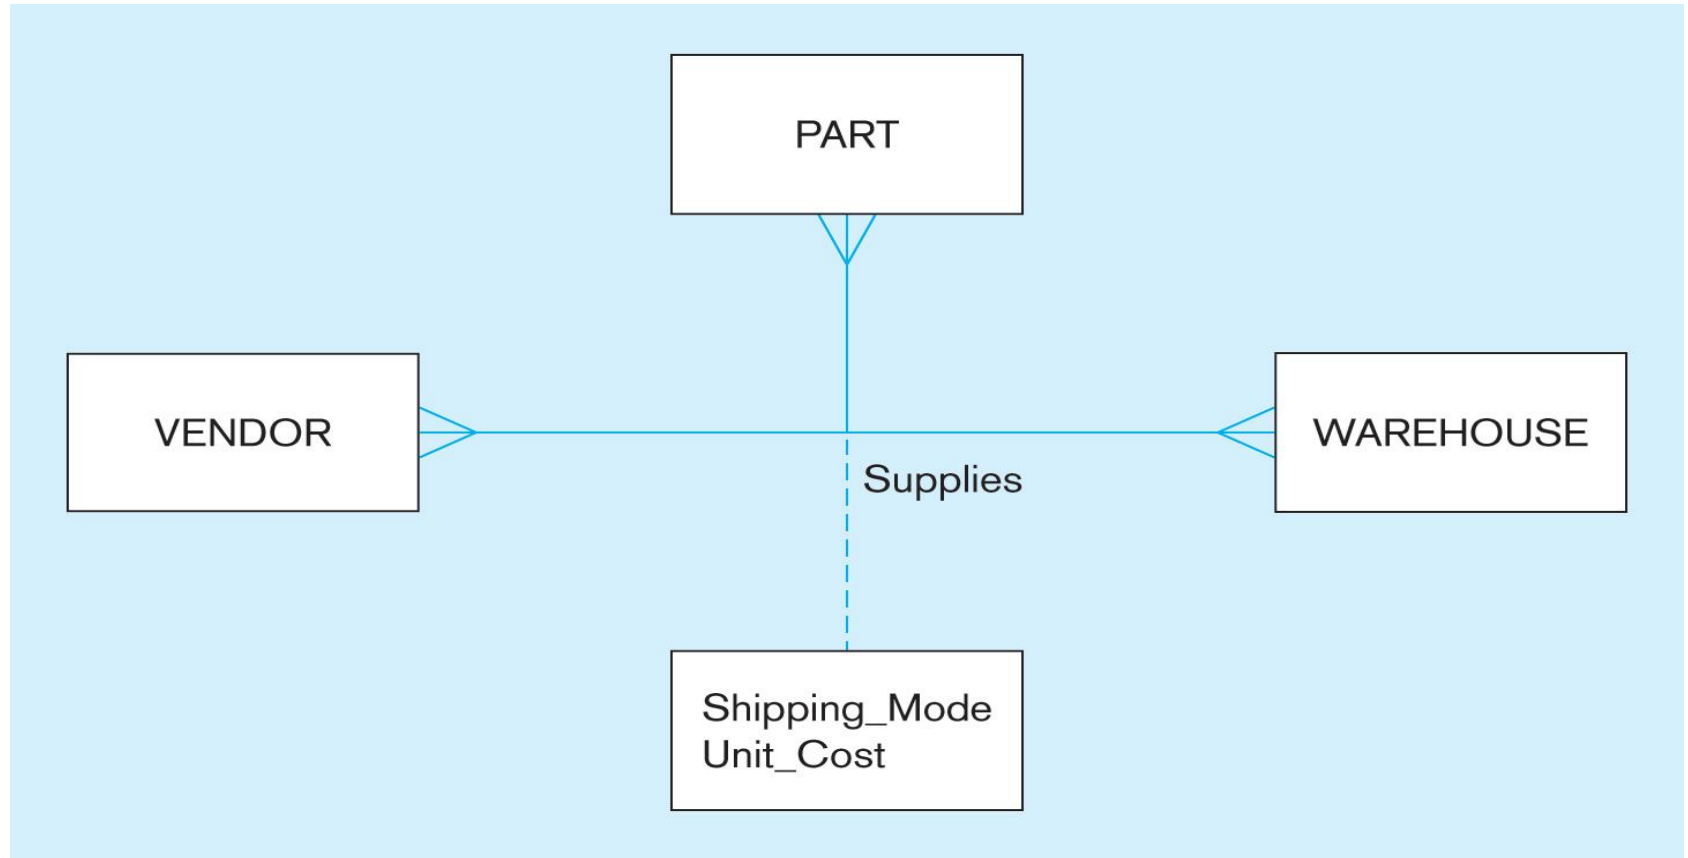 PART
VENDOR
WAREHOUSE
Supplies
Shipping_Mode
Unit_Cost